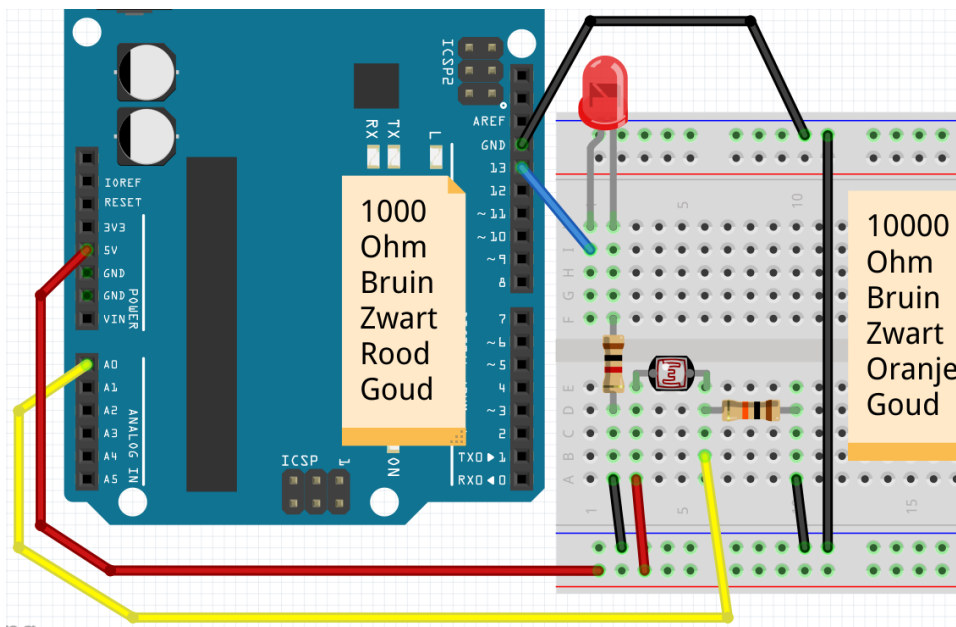 ICSP2
AREF
GND
13
12
~11
~10
~9
8
7
~6
~5
4
~3
2
TX0▶1
RX0◀0
RX
TX
L
IOREF
RESET
3V3
5V
GND
GND
VIN
POWER
A0
A1
A2
A3
A4
A5
ANALOG IN
ICSP
1
ON
1000
Ohm
Bruin
Zwart
Rood
Goud
10000
Ohm
Bruin
Zwart
Oranje
Goud
5
10
I
H
G
F
E
D
C
B
A
1
5
15